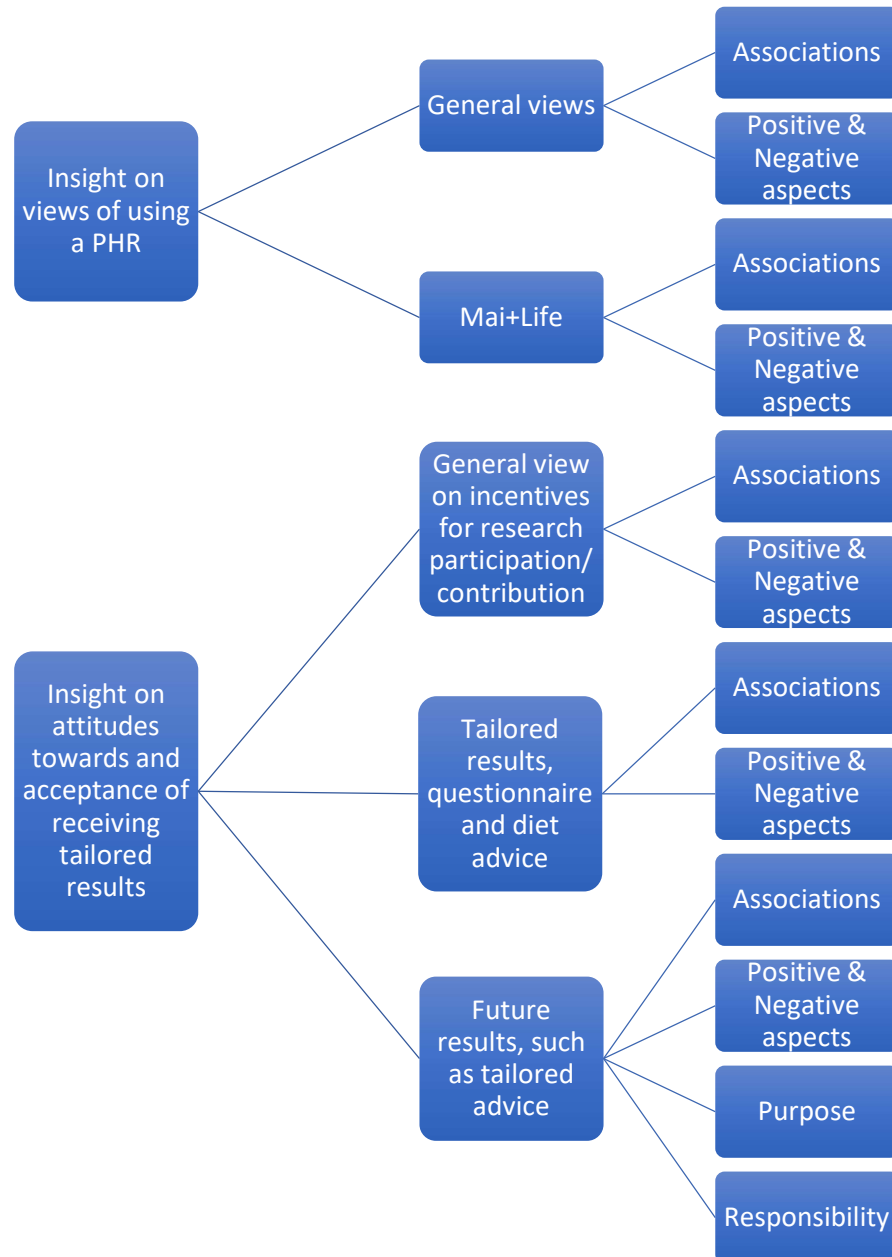 Insight on
views of using
a PHR
General views
Associations
Positive &
Negative
aspects
Mai+Life
Associations
Positive &
Negative
aspects
Insight on
attitudes
towards and
acceptance of
receiving
tailored
results
General view
on incentives
for research
participation/
contribution
Associations
Positive &
Negative
aspects
Tailored
results,
questionnaire
and diet
advice
Associations
Positive &
Negative
aspects
Future
results, such
as tailored
advice
Associations
Positive &
Negative
aspects
Purpose
Responsibility